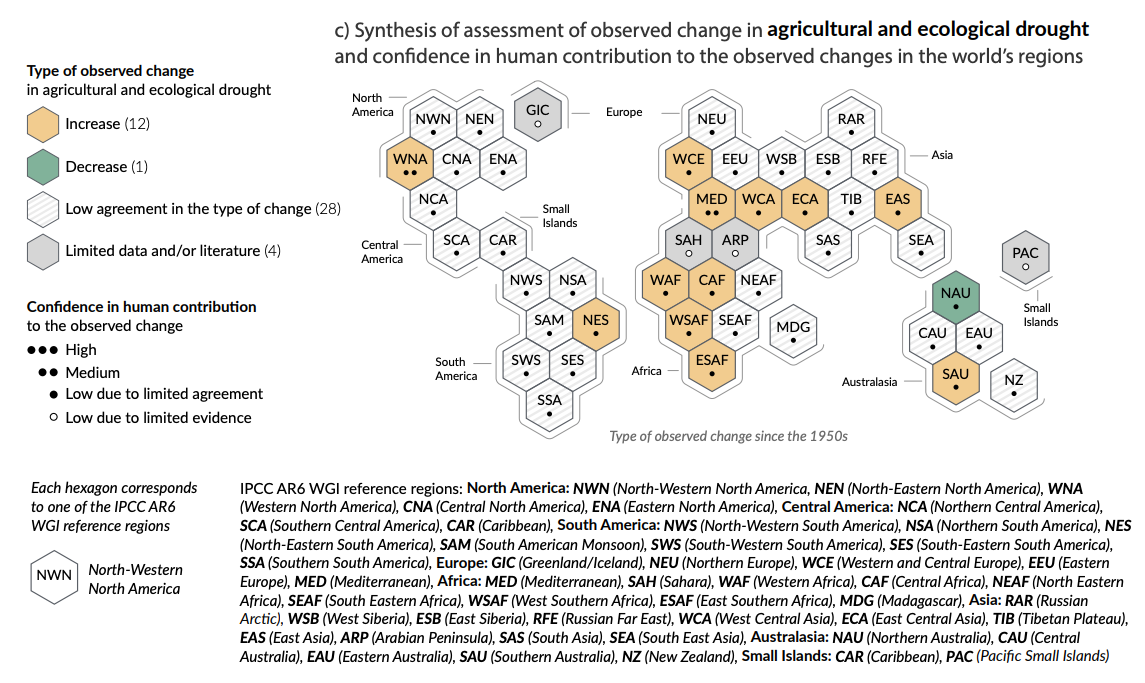 c) Synthesis of assessment of observed change in agricultural and ecological drought
and confidence in human contribution to the observed changes in the world's regions
Type of observed change
in agricultural and ecological drought
Increase (12)
Decrease (1)
Low agreement in the type of change (28)
Limited data and/or literature (4)
Confidence in human contribution
to the observed change
High
Medium
Low due to limited agreement
Low due to limited evidence
North
America
GIC
Europe
NWN NEN
NEU
RAR
WNA CNA ENA
WCE EEU WSB ESB RFE
Asia
NCA
MED WCA ECA TIB EAS
Small
Islands
Central
America
SCA CAR
SAH ARP
SAS
SEA
PAC
NWS NSA
WAF CAF NEAF
NAU
Small
Islands
SAM NES
WSAF SEAF MDG
CAU EAU
South
America
SWS SES
Africa
ESAF
Australasia
SAU
NZ
SSA
Type of observed change since the 1950s
Each hexagon corresponds
to one of the IPCC AR6
WGI reference regions
NWN
North-Western
North America
IPCC AR6 WGI reference regions: North America: NWN (North-Western North America, NEN (North-Eastern North America), WNA
(Western North America), CNA (Central North America), ENA (Eastern North America), Central America: NCA (Northern Central America),
SCA (Southern Central America), CAR (Caribbean), South America: NWS (North-Western South America), NSA (Northern South America), NES
(North-Eastern South America), SAM (South American Monsoon), SWS (South-Western South America), SES (South-Eastern South America),
SSA (Southern South America), Europe: GIC (Greenland/Iceland), NEU (Northern Europe), WCE (Western and Central Europe), EEU (Eastern
Europe), MED (Mediterranean), Africa: MED (Mediterranean), SAH (Sahara), WAF (Western Africa), CAF (Central Africa), NEAF (North Eastern
Africa), SEAF (South Eastern Africa), WSAF (West Southern Africa), ESAF (East Southern Africa), MDG (Madagascar), Asia: RAR (Russian
Arctic), WSB (West Siberia), ESB (East Siberia), RFE (Russian Far East), WCA (West Central Asia), ECA (East Central Asia), TIB (Tibetan Plateau),
EAS (East Asia), ARP (Arabian Peninsula), SAS (South Asia), SEA (South East Asia), Australasia: NAU (Northern Australia), CAU (Central
Australia), EAU (Eastern Australia), SAU (Southern Australia), NZ (New Zealand), Small Islands: CAR (Caribbean), PAC (Pacific Small Islands)